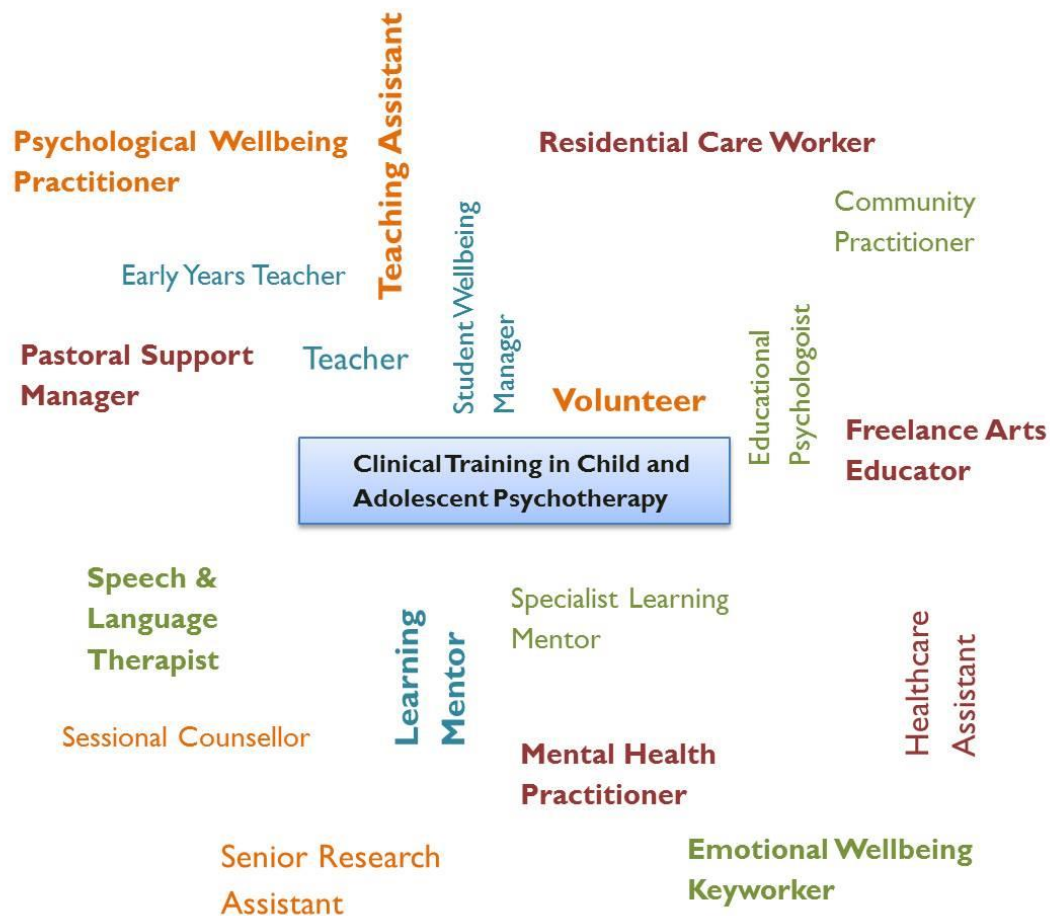 Teaching Assistant
Psychological Wellbeing
Practitioner
Residential Care Worker
Community
Practitioner
Early Years Teacher
Student Wellbeing
Manager
Pastoral Support
Manager
Teacher
Volunteer
Educational
Psychologoist
Freelance Arts
Educator
Clinical Training in Child and
Adolescent Psychotherapy
Speech &
Language
Therapist
Learning
Mentor
Specialist Learning
Mentor
Healthcare
Assistant
Sessional Counsellor
Mental Health
Practitioner
Senior Research
Assistant
Emotional Wellbeing
Keyworker